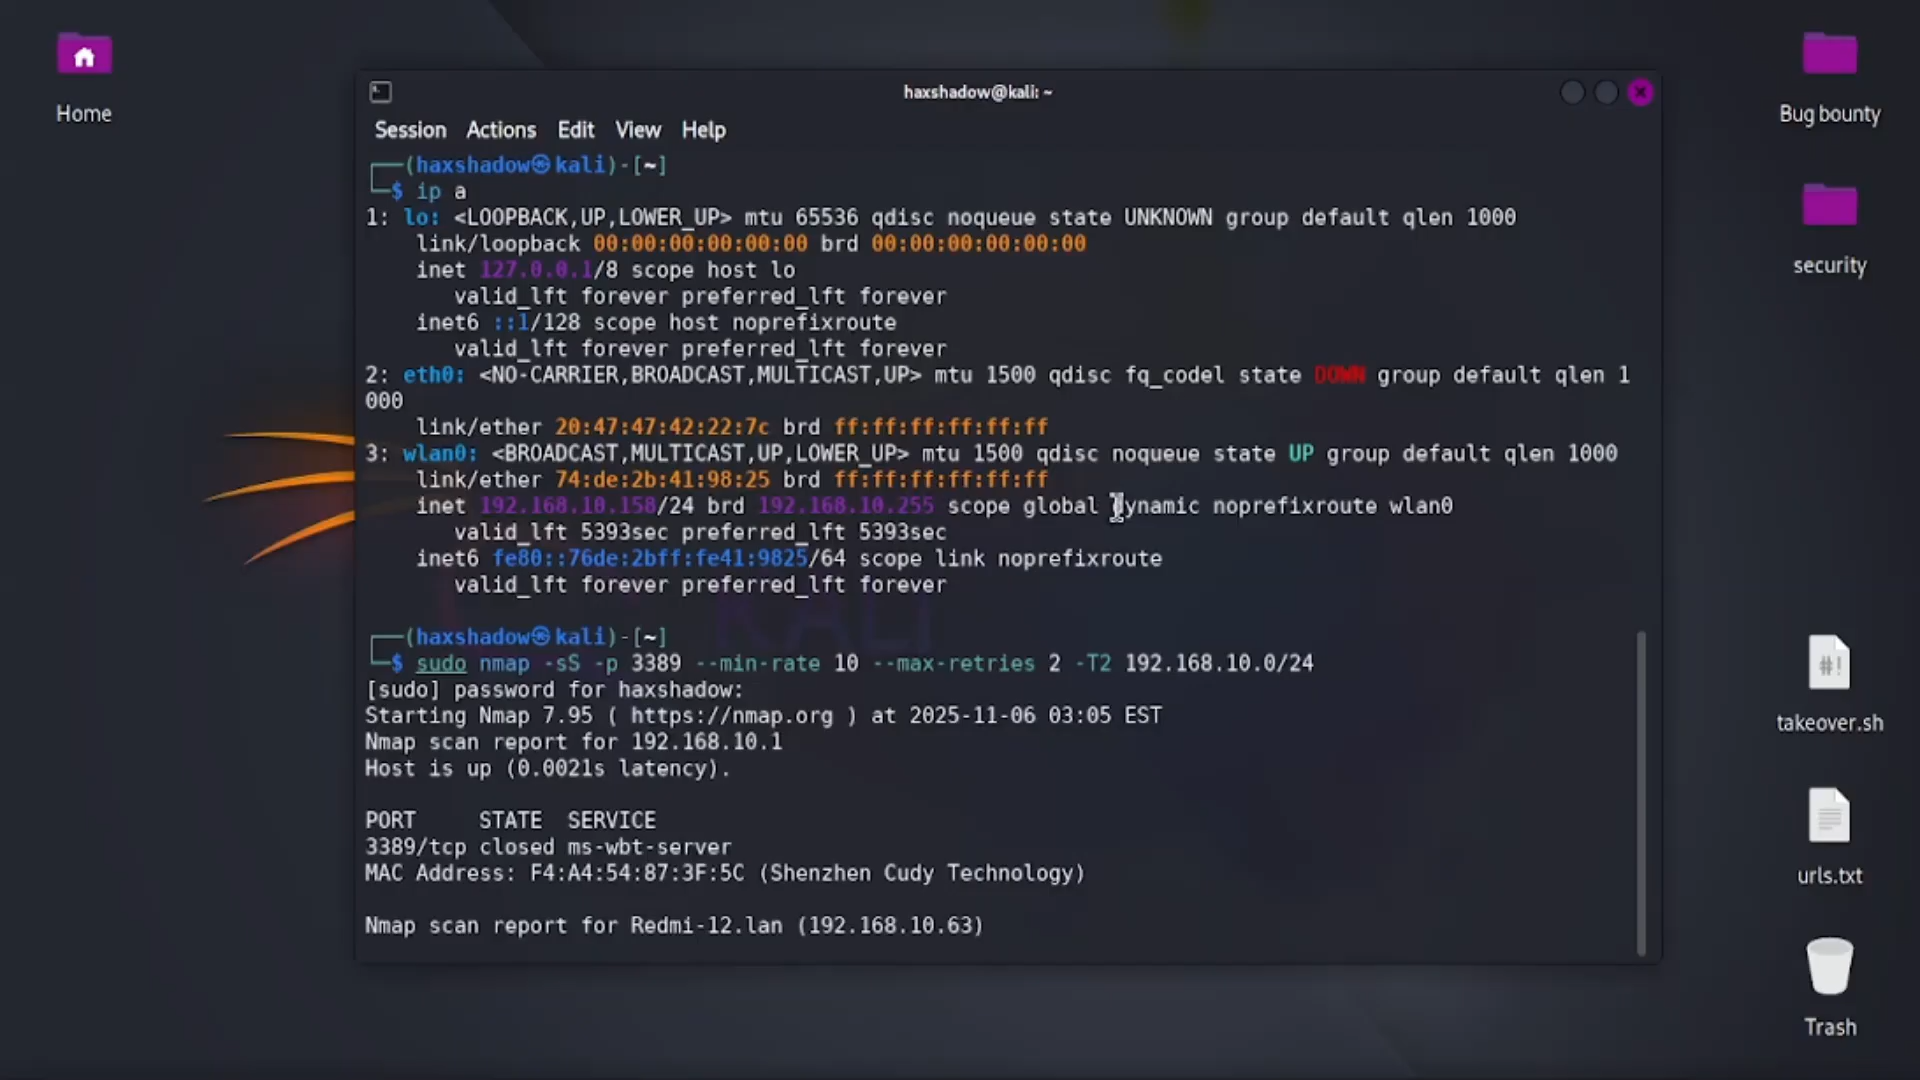 Home
Bug bounty
security
takeover.sh
urls.txt
Trash
haxshadow@kali: ~
Session Actions Edit View Help
┌──(haxshadow㉿kali)-[~]
└─$ ip a
1: lo: <LOOPBACK,UP,LOWER_UP> mtu 65536 qdisc noqueue state UNKNOWN group default qlen 1000
    link/loopback 00:00:00:00:00:00 brd 00:00:00:00:00:00
    inet 127.0.0.1/8 scope host lo
       valid_lft forever preferred_lft forever
    inet6 ::1/128 scope host noprefixroute
       valid_lft forever preferred_lft forever
2: eth0: <NO-CARRIER,BROADCAST,MULTICAST,UP> mtu 1500 qdisc fq_codel state DOWN group default qlen 1
000
    link/ether 20:47:47:42:22:7c brd ff:ff:ff:ff:ff:ff
3: wlan0: <BROADCAST,MULTICAST,UP,LOWER_UP> mtu 1500 qdisc noqueue state UP group default qlen 1000
    link/ether 74:de:2b:41:98:25 brd ff:ff:ff:ff:ff:ff
    inet 192.168.10.158/24 brd 192.168.10.255 scope global dynamic noprefixroute wlan0
       valid_lft 5393sec preferred_lft 5393sec
    inet6 fe80::76de:2bff:fe41:9825/64 scope link noprefixroute
       valid_lft forever preferred_lft forever
KALI
┌──(haxshadow㉿kali)-[~]
└─$ sudo nmap -sS -p 3389 --min-rate 10 --max-retries 2 -T2 192.168.10.0/24
[sudo] password for haxshadow:
Starting Nmap 7.95 ( https://nmap.org ) at 2025-11-06 03:05 EST
Nmap scan report for 192.168.10.1
Host is up (0.0021s latency).
PORT     STATE  SERVICE
3389/tcp closed ms-wbt-server
MAC Address: F4:A4:54:87:3F:5C (Shenzhen Cudy Technology)
Nmap scan report for Redmi-12.lan (192.168.10.63)